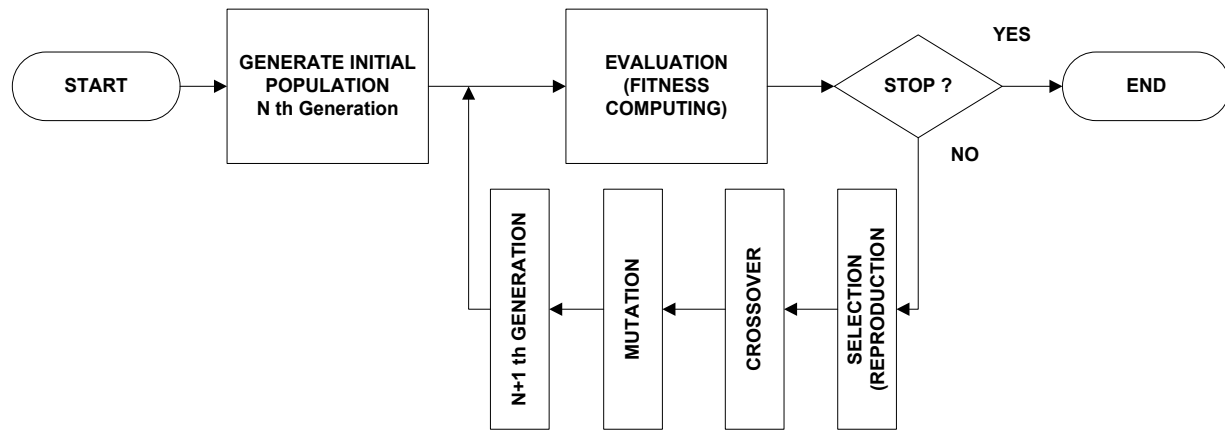 START
GENERATE INITIAL
POPULATION
N th Generation
EVALUATION
(FITNESS
COMPUTING)
STOP ?
YES
END
NO
SELECTION
(REPRODUCTION
CROSSOVER
MUTATION
N+1 th GENERATION